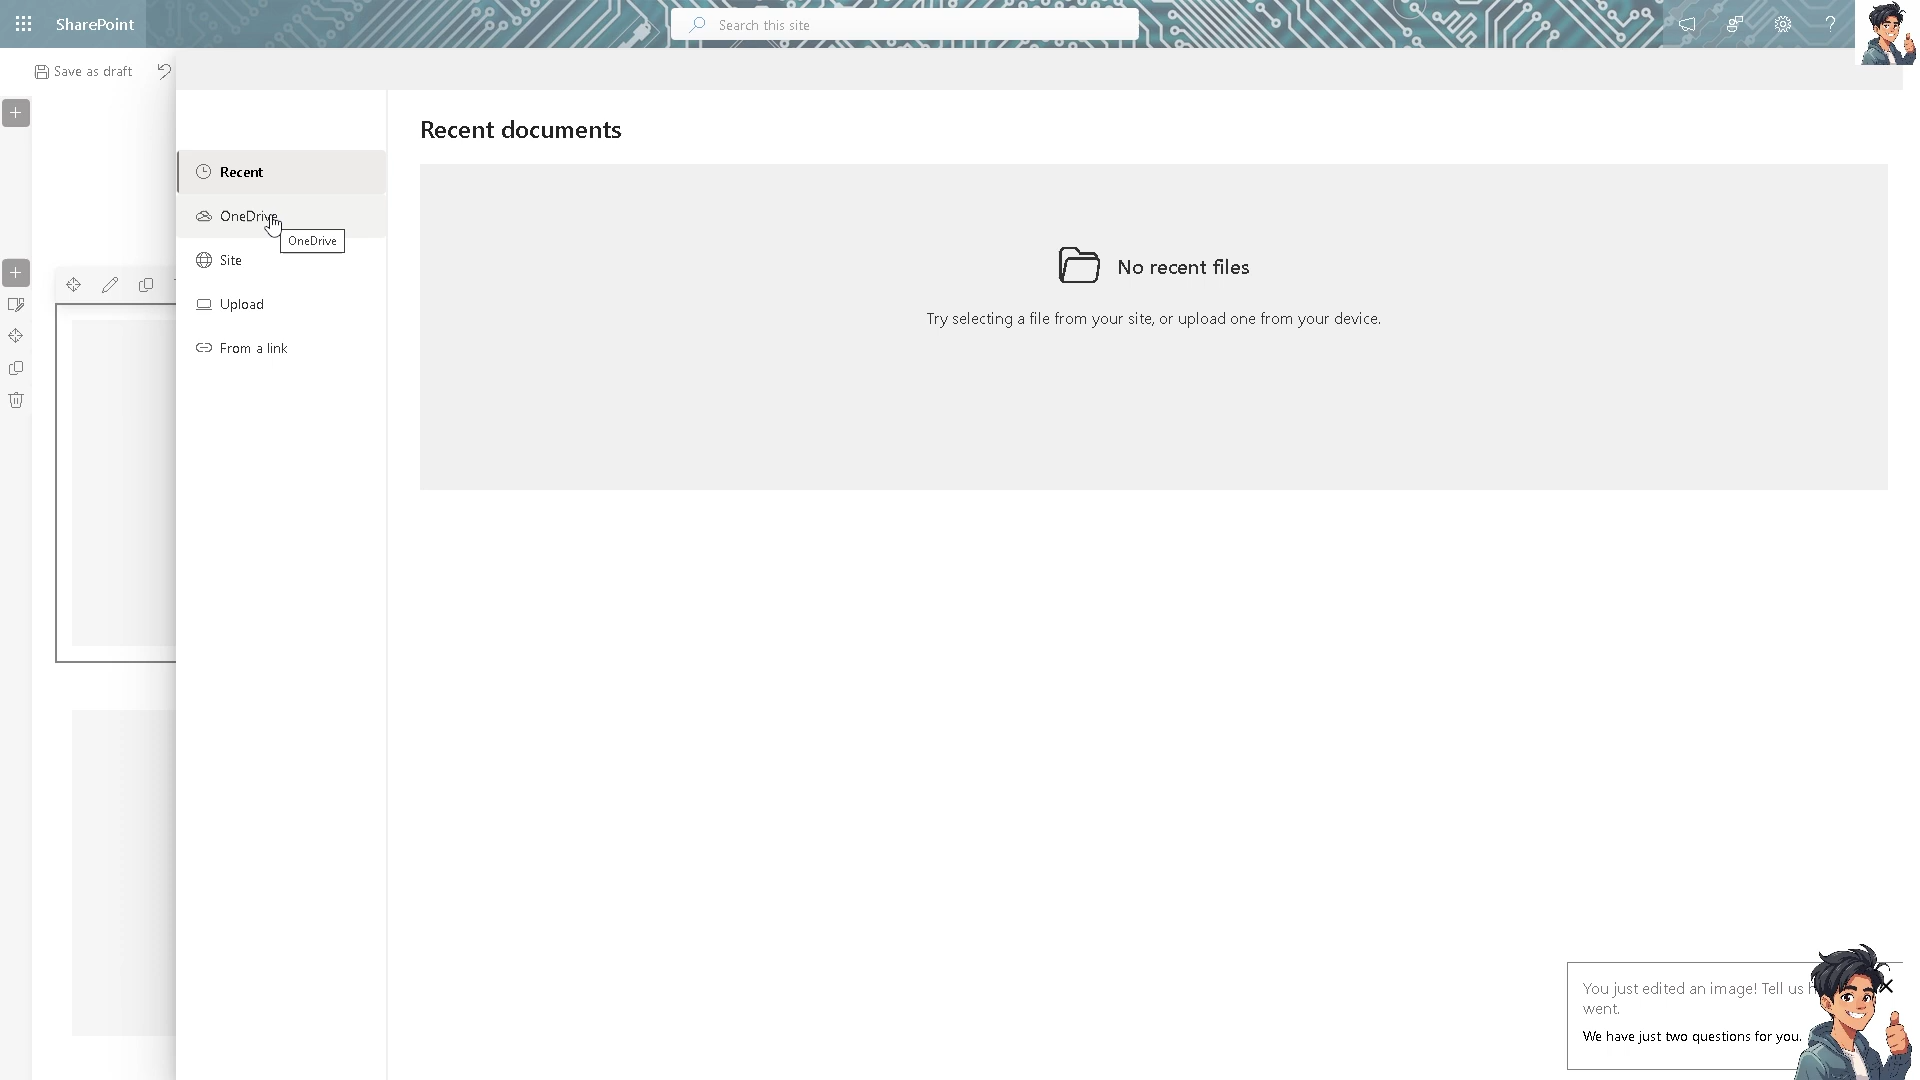 SharePoint
Search this site
Save as draft
Recent documents
Recent
OneDrive
OneDrive
Site
Upload
From a link
No recent files
Try selecting a file from your site, or upload one from your device.
You just edited an image! Tell us
went.
We have just two questions for you.